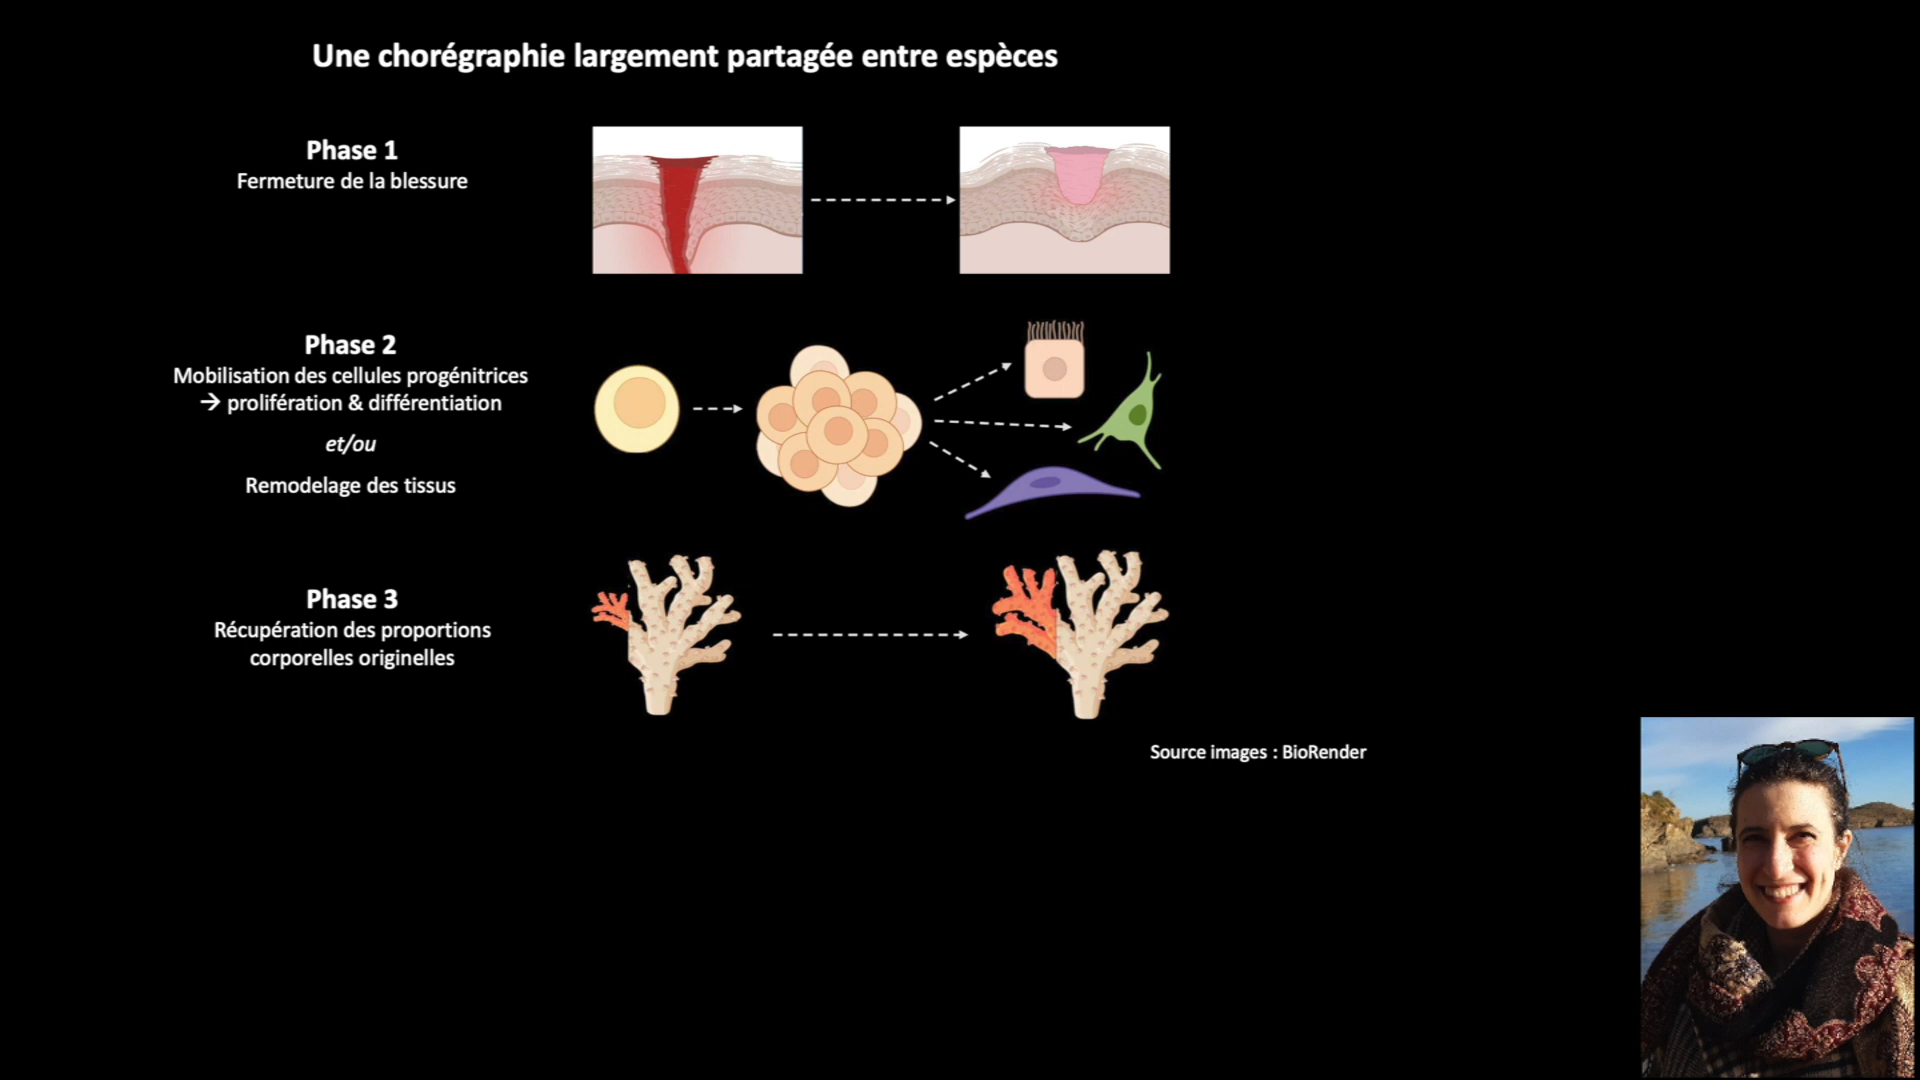 Une chorégraphie largement partagée entre espèces
Phase 1
Fermeture de la blessure
Phase 2
Mobilisation des cellules progénitrices
→ prolifération & différentiation
et/ou
Remodelage des tissus
Phase 3
Récupération des proportions
corporelles originelles
Source images : BioRender